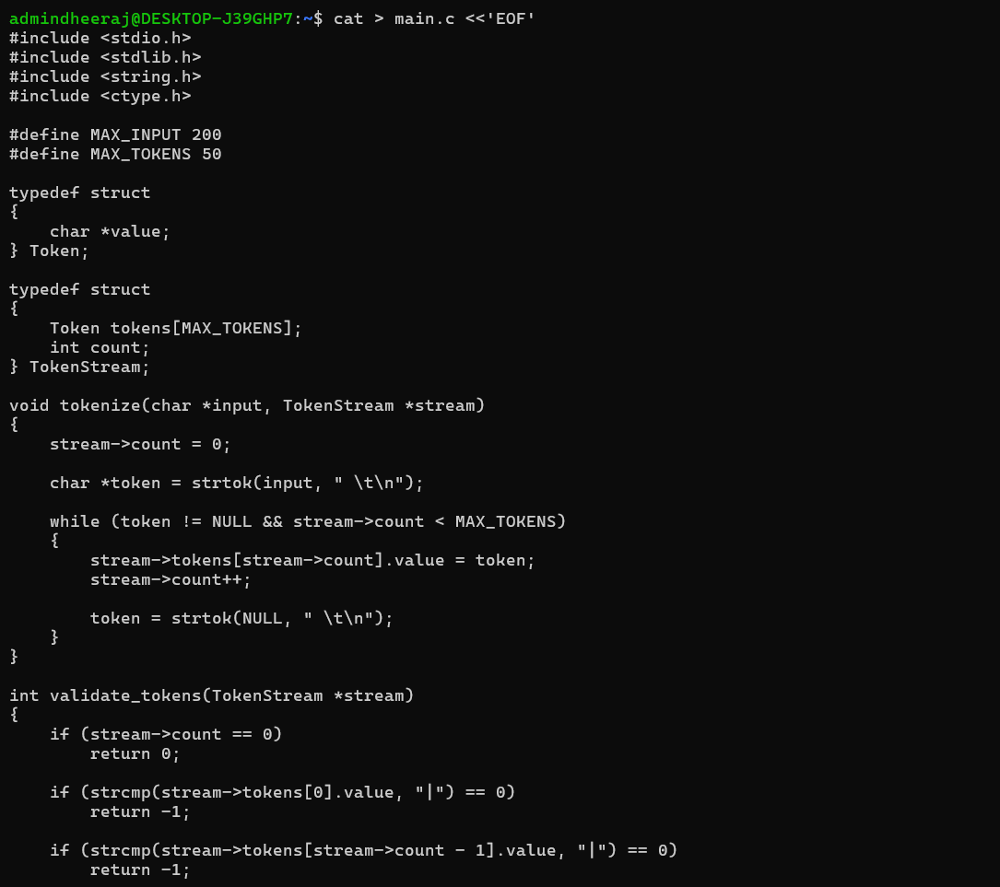 admindheeraj@DESKTOP-J39GHP7:~$ cat > main.c <<'EOF'
#include <stdio.h>
#include <stdlib.h>
#include <string.h>
#include <ctype.h>

#define MAX_INPUT 200
#define MAX_TOKENS 50

typedef struct
{
    char *value;
} Token;

typedef struct
{
    Token tokens[MAX_TOKENS];
    int count;
} TokenStream;

void tokenize(char *input, TokenStream *stream)
{
    stream->count = 0;

    char *token = strtok(input, " \t\n");

    while (token != NULL && stream->count < MAX_TOKENS)
    {
        stream->tokens[stream->count].value = token;
        stream->count++;

        token = strtok(NULL, " \t\n");
    }
}

int validate_tokens(TokenStream *stream)
{
    if (stream->count == 0)
        return 0;

    if (strcmp(stream->tokens[0].value, "|") == 0)
        return -1;

    if (strcmp(stream->tokens[stream->count - 1].value, "|") == 0)
        return -1;